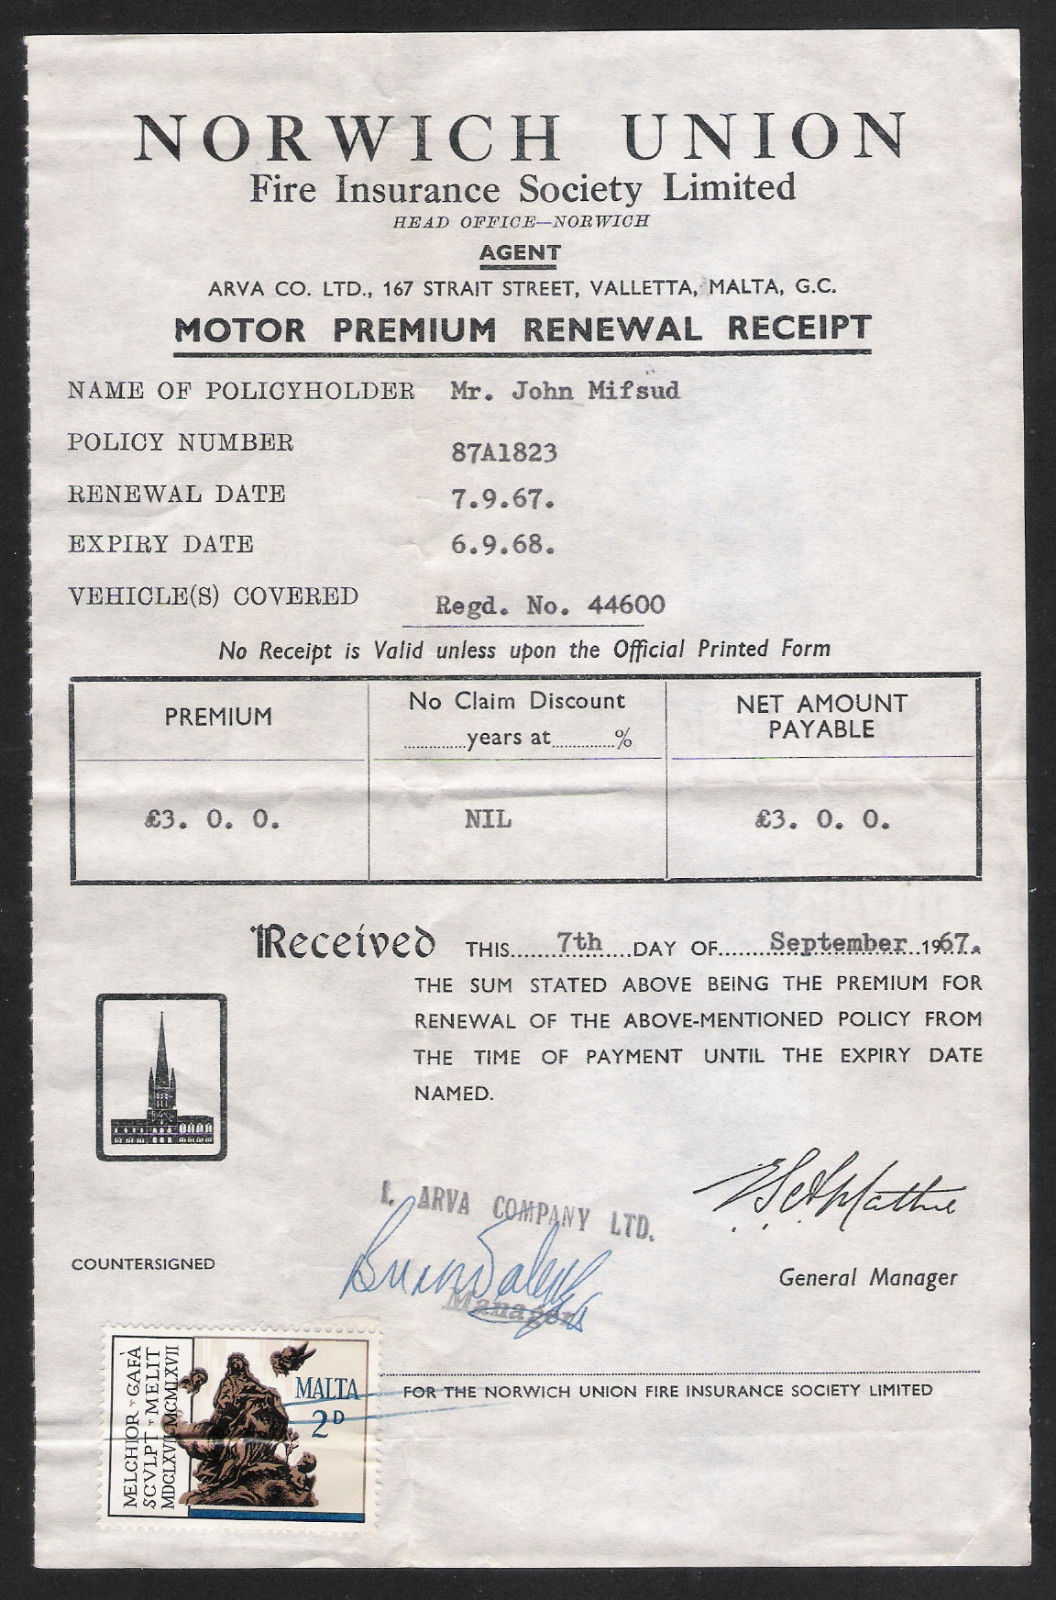 NORWICH UNION
Fire Insurance Society Limited
HEAD OFFICE—NORWICH
AGENT
ARVA CO. LTD., 167 STRAIT STREET, VALLETTA, MALTA, G.C.
MOTOR PREMIUM RENEWAL RECEIPT
NAME OF POLICYHOLDER Mr. John Mifsud
POLICY NUMBER 87A1823
RENEWAL DATE 7.9.67.
EXPIRY DATE 6.9.68.
VEHICLE(S) COVERED Regd. No. 44600
No Receipt is Valid unless upon the Official Printed Form
PREMIUM
No Claim Discount
............years at............%
NET AMOUNT
PAYABLE
£3. 0. 0. NIL £3. 0. 0.
Received THIS.......7th.....DAY OF........September..1967.
THE SUM STATED ABOVE BEING THE PREMIUM FOR
RENEWAL OF THE ABOVE-MENTIONED POLICY FROM
THE TIME OF PAYMENT UNTIL THE EXPIRY DATE
NAMED.
ARVA COMPANY LTD.
COUNTERSIGNED
Manager
General Manager
FOR THE NORWICH UNION FIRE INSURANCE SOCIETY LIMITED
MELCHIOR · GAFÀ
SCVLPT · MELIT
MDCLXVII MCMLXVII
MALTA
2D